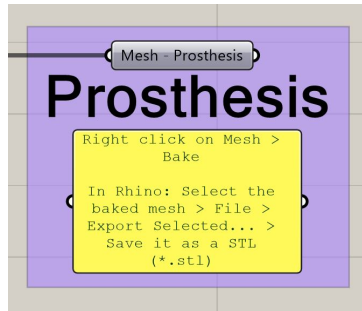 Mesh - Prosthesis
Prosthesis
Right click on Mesh >
Bake
In Rhino: Select the
baked mesh > File >
Export Selected... >
Save it as a STL
(*.stl)